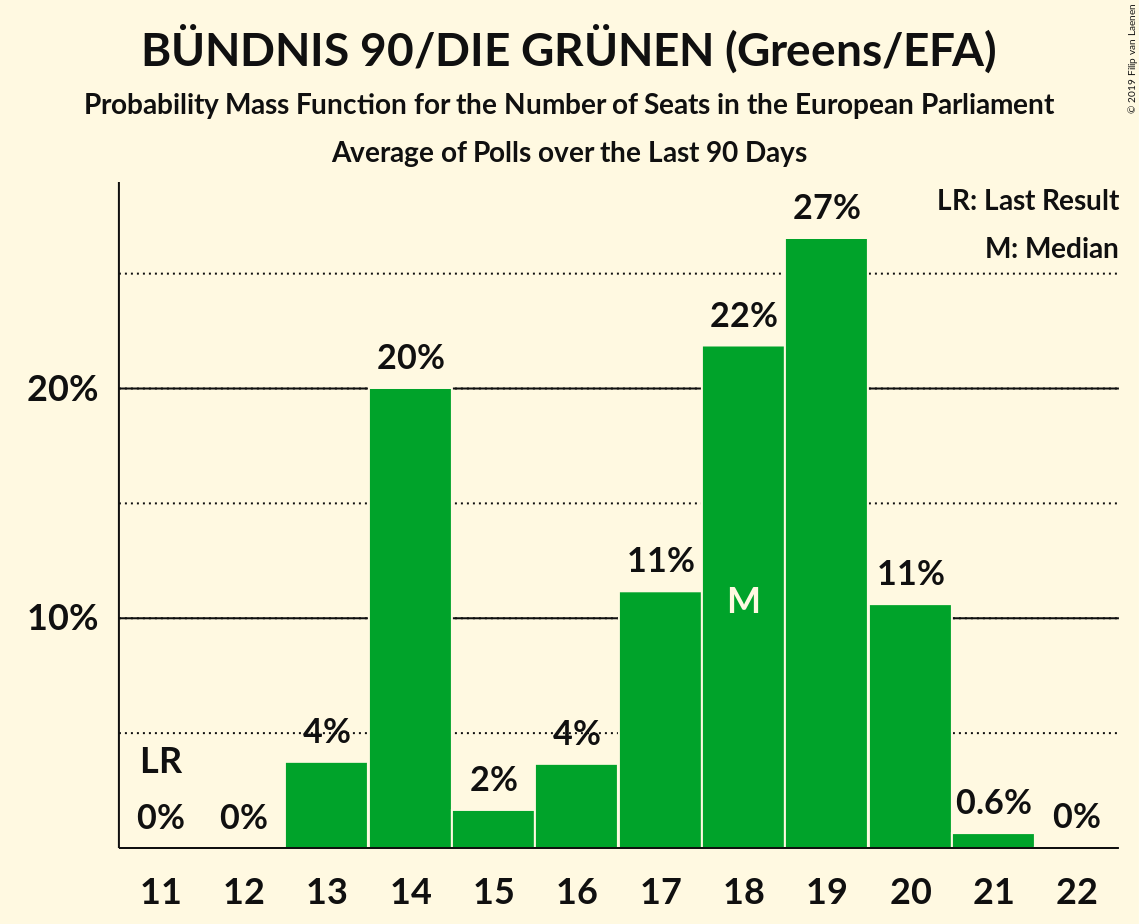 BÜNDNIS 90/DIE GRÜNEN (Greens/EFA)
Probability Mass Function for the Number of Seats in the European Parliament
Average of Polls over the Last 90 Days
© 2019 Filip van Laenen
LR: Last Result
M: Median
27%
22%
20%
20%
11%
11%
M
10%
4%
4%
LR
2%
0.6%
0%
0%
0%
11 12 13 14 15 16 17 18 19 20 21 22